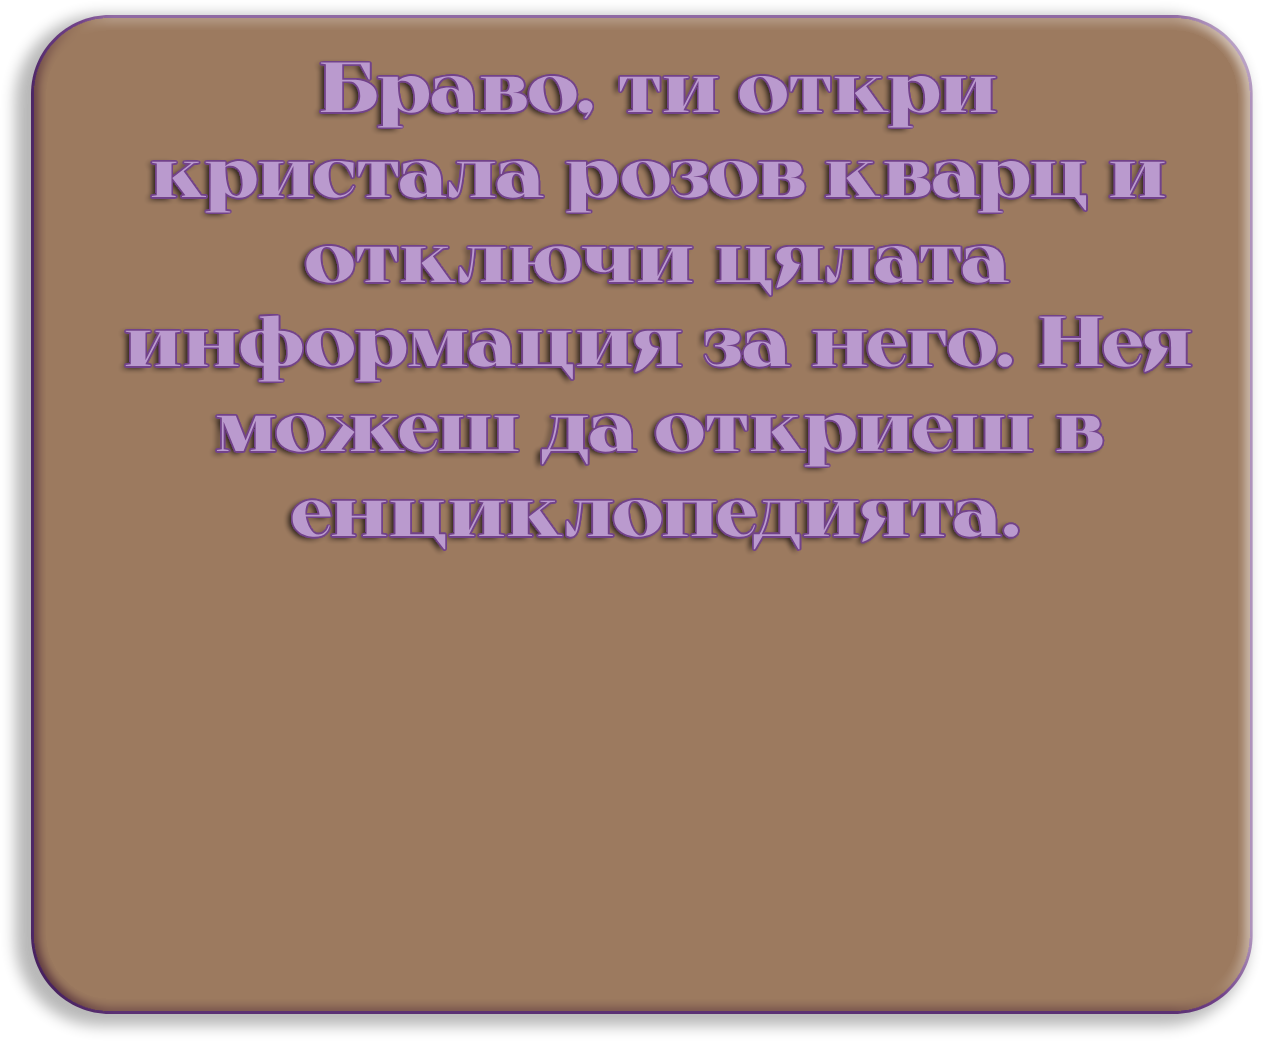 Браво, ти откри
кристала розов кварц и
отключи цялата
информация за него. Нея
можеш да откриеш в
енциклопедията.